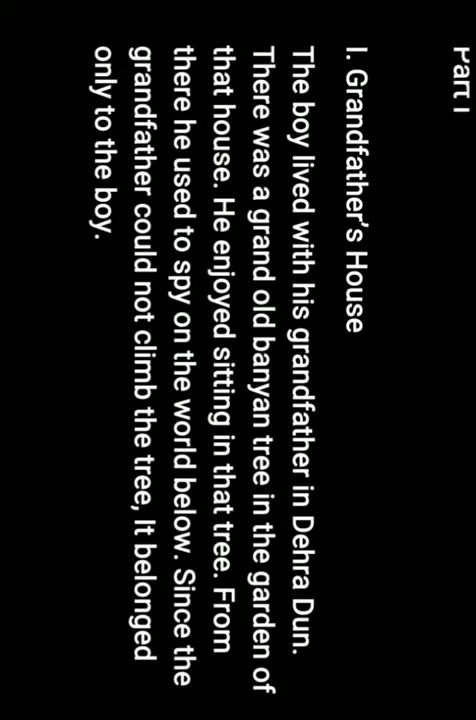 Part I
I. Grandfather's House
The boy lived with his grandfather in Dehra Dun.
There was a grand old banyan tree in the garden of
that house. He enjoyed sitting in that tree. From
there he used to spy on the world below. Since the
grandfather could not climb the tree, It belonged
only to the boy.